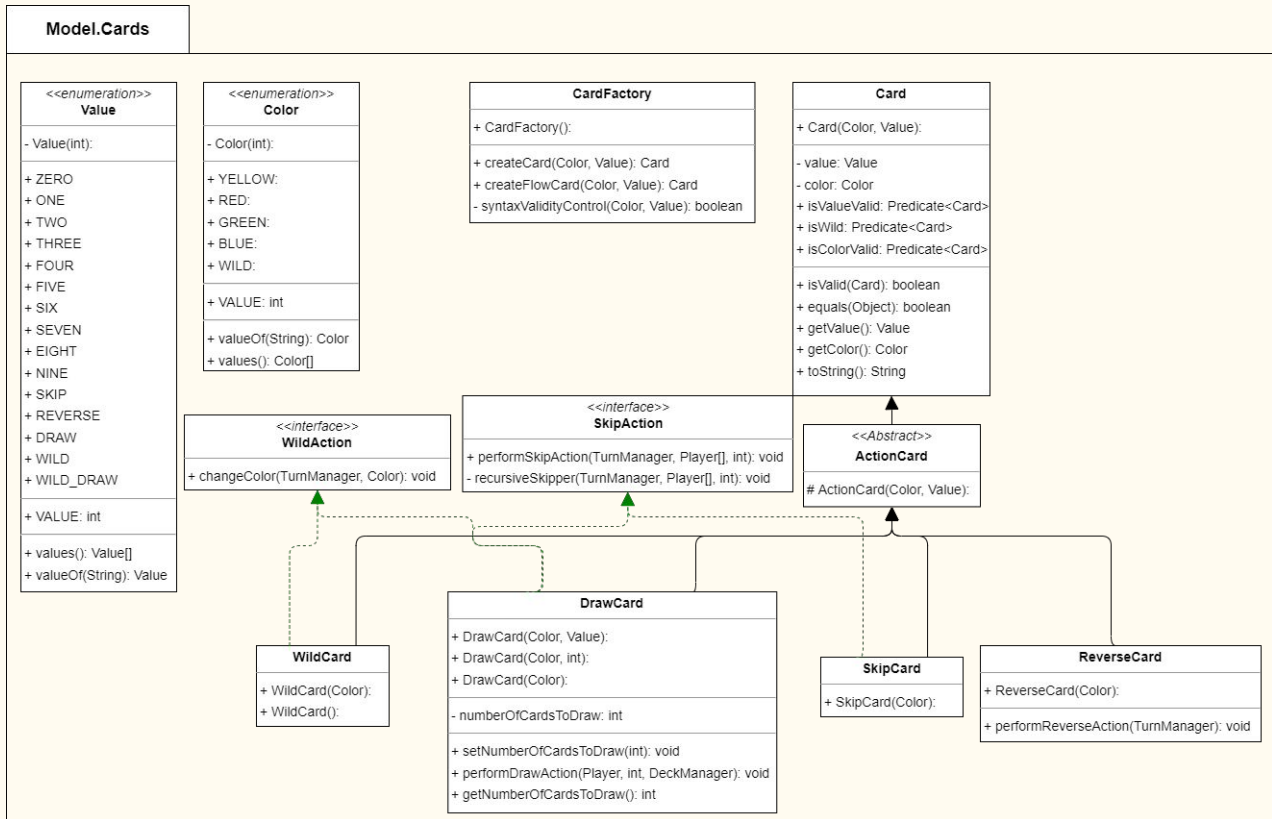 Model.Cards
<<enumeration>>
Value
- Value(int):
+ ZERO
+ ONE
+ TWO
+ THREE
+ FOUR
+ FIVE
+ SIX
+ SEVEN
+ EIGHT
+ NINE
+ SKIP
+ REVERSE
+ DRAW
+ WILD
+ WILD_DRAW
+ VALUE: int
+ values(): Value[]
+ valueOf(String): Value
<<enumeration>>
Color
- Color(int):
+ YELLOW:
+ RED:
+ GREEN:
+ BLUE:
+ WILD:
+ VALUE: int
+ valueOf(String): Color
+ values(): Color[]
CardFactory
+ CardFactory():
+ createCard(Color, Value): Card
+ createFlowCard(Color, Value): Card
- syntaxValidityControl(Color, Value): boolean
Card
+ Card(Color, Value):
- value: Value
- color: Color
+ isValueValid: Predicate<Card>
+ isWild: Predicate<Card>
+ isColorValid: Predicate<Card>
+ isValid(Card): boolean
+ equals(Object): boolean
+ getValue(): Value
+ getColor(): Color
+ toString(): String
<<interface>>
WildAction
+ changeColor(TurnManager, Color): void
<<interface>>
SkipAction
+ performSkipAction(TurnManager, Player[], int): void
- recursiveSkipper(TurnManager, Player[], int): void
<<Abstract>>
ActionCard
# ActionCard(Color, Value):
WildCard
+ WildCard(Color):
+ WildCard():
DrawCard
+ DrawCard(Color, Value):
+ DrawCard(Color, int):
+ DrawCard(Color):
- numberOfCardsToDraw: int
+ setNumberOfCardsToDraw(int): void
+ performDrawAction(Player, int, DeckManager): void
+ getNumberOfCardsToDraw(): int
SkipCard
+ SkipCard(Color):
ReverseCard
+ ReverseCard(Color):
+ performReverseAction(TurnManager): void